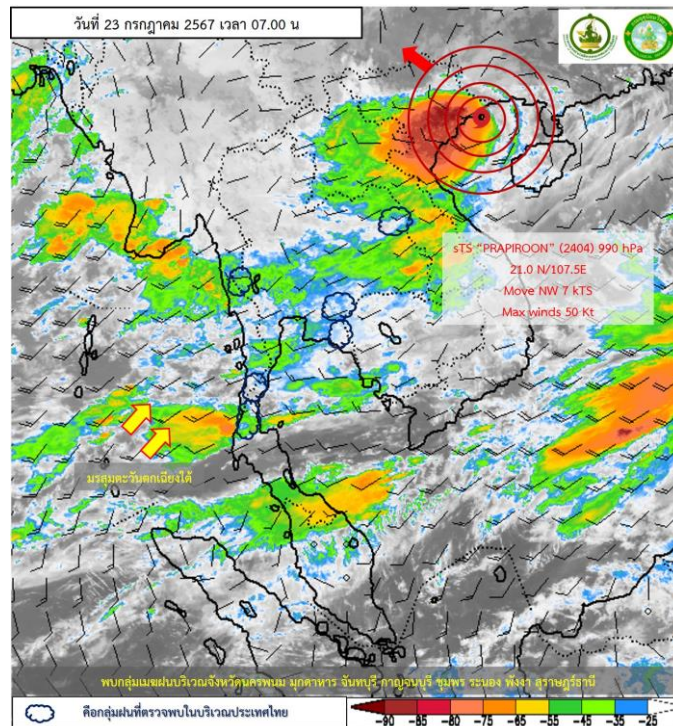 วันที่ 23 กรกฎาคม 2567 เวลา 07.00 น
sTS "PRAPIROON" (2404) 990 hPa
21.0 N/107.5E
Move NW 7 kTS
Max winds 50 Kt
มรสุมตะวันตกเฉียงใต้
พบกลุ่มเมฆฝนบริเวณจังหวัดนครพนม มุกดาหาร จันทบุรี กาญจนบุรี ชุมพร ระนอง พังงา สุราษฎร์ธานี
คือกลุ่มฝนที่ตรวจพบในบริเวณประเทศไทย
-90 -85 -80 -75 -65 -55 -45 -35 -25